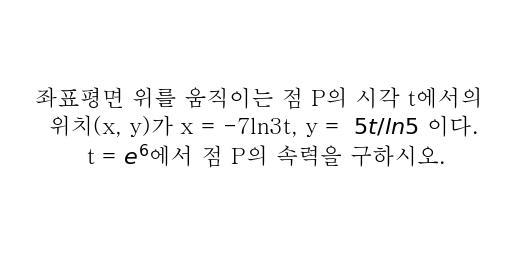 좌표평면 위를 움직이는 점 P의 시각 t에서의
위치(x, y)가 x = -7ln3t, y = 5t/ln5 이다.
t = e⁶에서 점 P의 속력을 구하시오.